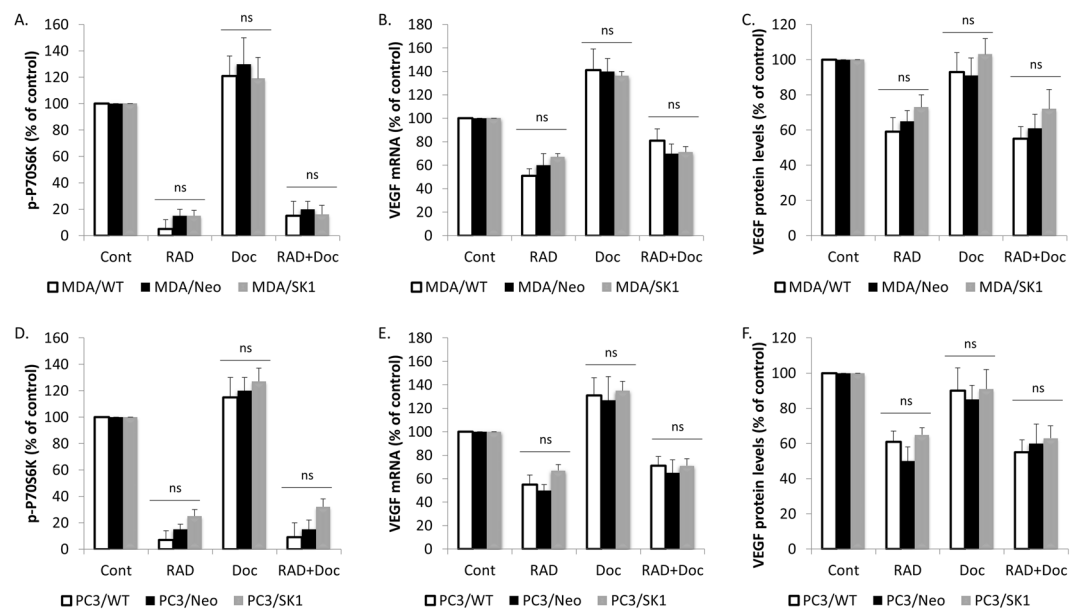 A.
p-P70S6K (% of control)
160
140
120
100
80
60
40
20
0
ns
ns
ns
Cont RAD Doc RAD+Doc
MDA/WT MDA/Neo MDA/SK1
B.
VEGF mRNA (% of control)
180
160
140
120
100
80
60
40
20
0
ns
ns
ns
Cont RAD Doc RAD+Doc
MDA/WT MDA/Neo MDA/SK1
C.
VEGF protein levels (% of control)
120
100
80
60
40
20
0
ns
ns
ns
Cont RAD Doc RAD+Doc
MDA/WT MDA/Neo MDA/SK1
D.
p-P70S6K (% of control)
160
140
120
100
80
60
40
20
0
ns
ns
ns
Cont RAD Doc RAD+Doc
PC3/WT PC3/Neo PC3/SK1
E.
VEGF mRNA (% of control)
180
160
140
120
100
80
60
40
20
0
ns
ns
ns
Cont RAD Doc RAD+Doc
PC3/WT PC3/Neo PC3/SK1
F.
VEGF protein levels (% of control)
120
100
80
60
40
20
0
ns
ns
ns
Cont RAD Doc RAD+Doc
PC3/WT PC3/Neo PC3/SK1